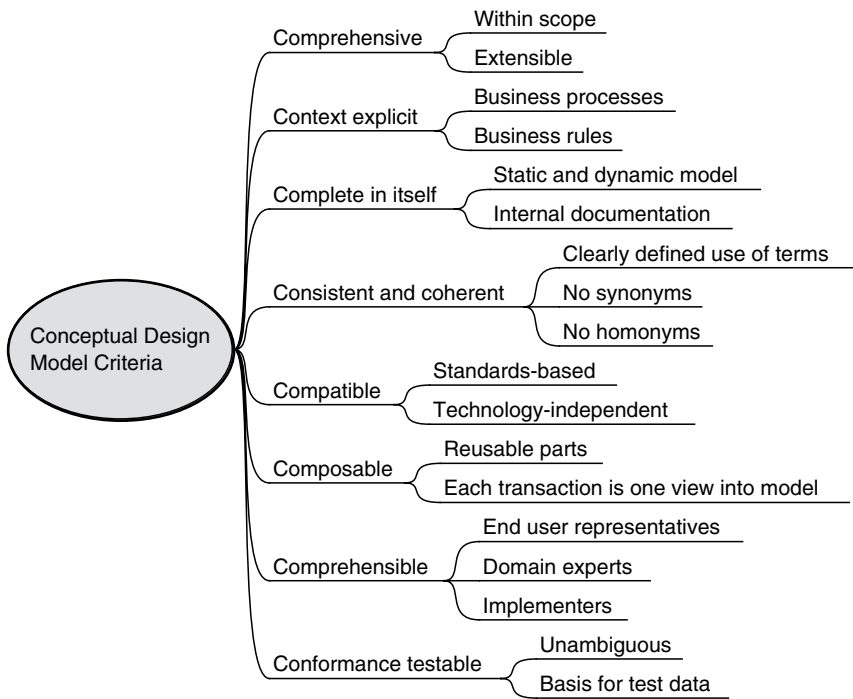 Conceptual Design
Model Criteria
Comprehensive
Within scope
Extensible
Context explicit
Business processes
Business rules
Complete in itself
Static and dynamic model
Internal documentation
Consistent and coherent
Clearly defined use of terms
No synonyms
No homonyms
Compatible
Standards-based
Technology-independent
Composable
Reusable parts
Each transaction is one view into model
Comprehensible
End user representatives
Domain experts
Implementers
Conformance testable
Unambiguous
Basis for test data